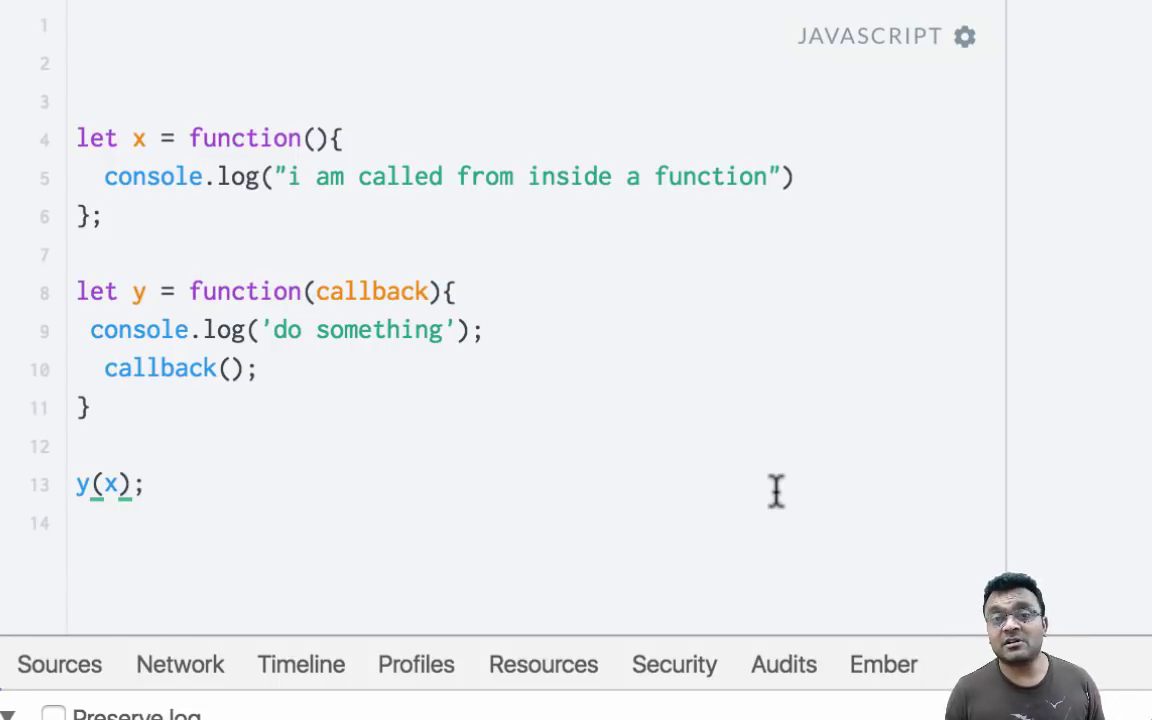 1
JAVASCRIPT
2
3
4 let x = function(){
5 console.log("i am called from inside a function")
6 };
7
8 let y = function(callback){
9 console.log('do something');
10 callback();
11 }
12
13 y(x);
14
Sources Network Timeline Profiles Resources Security Audits Ember
Preserve log